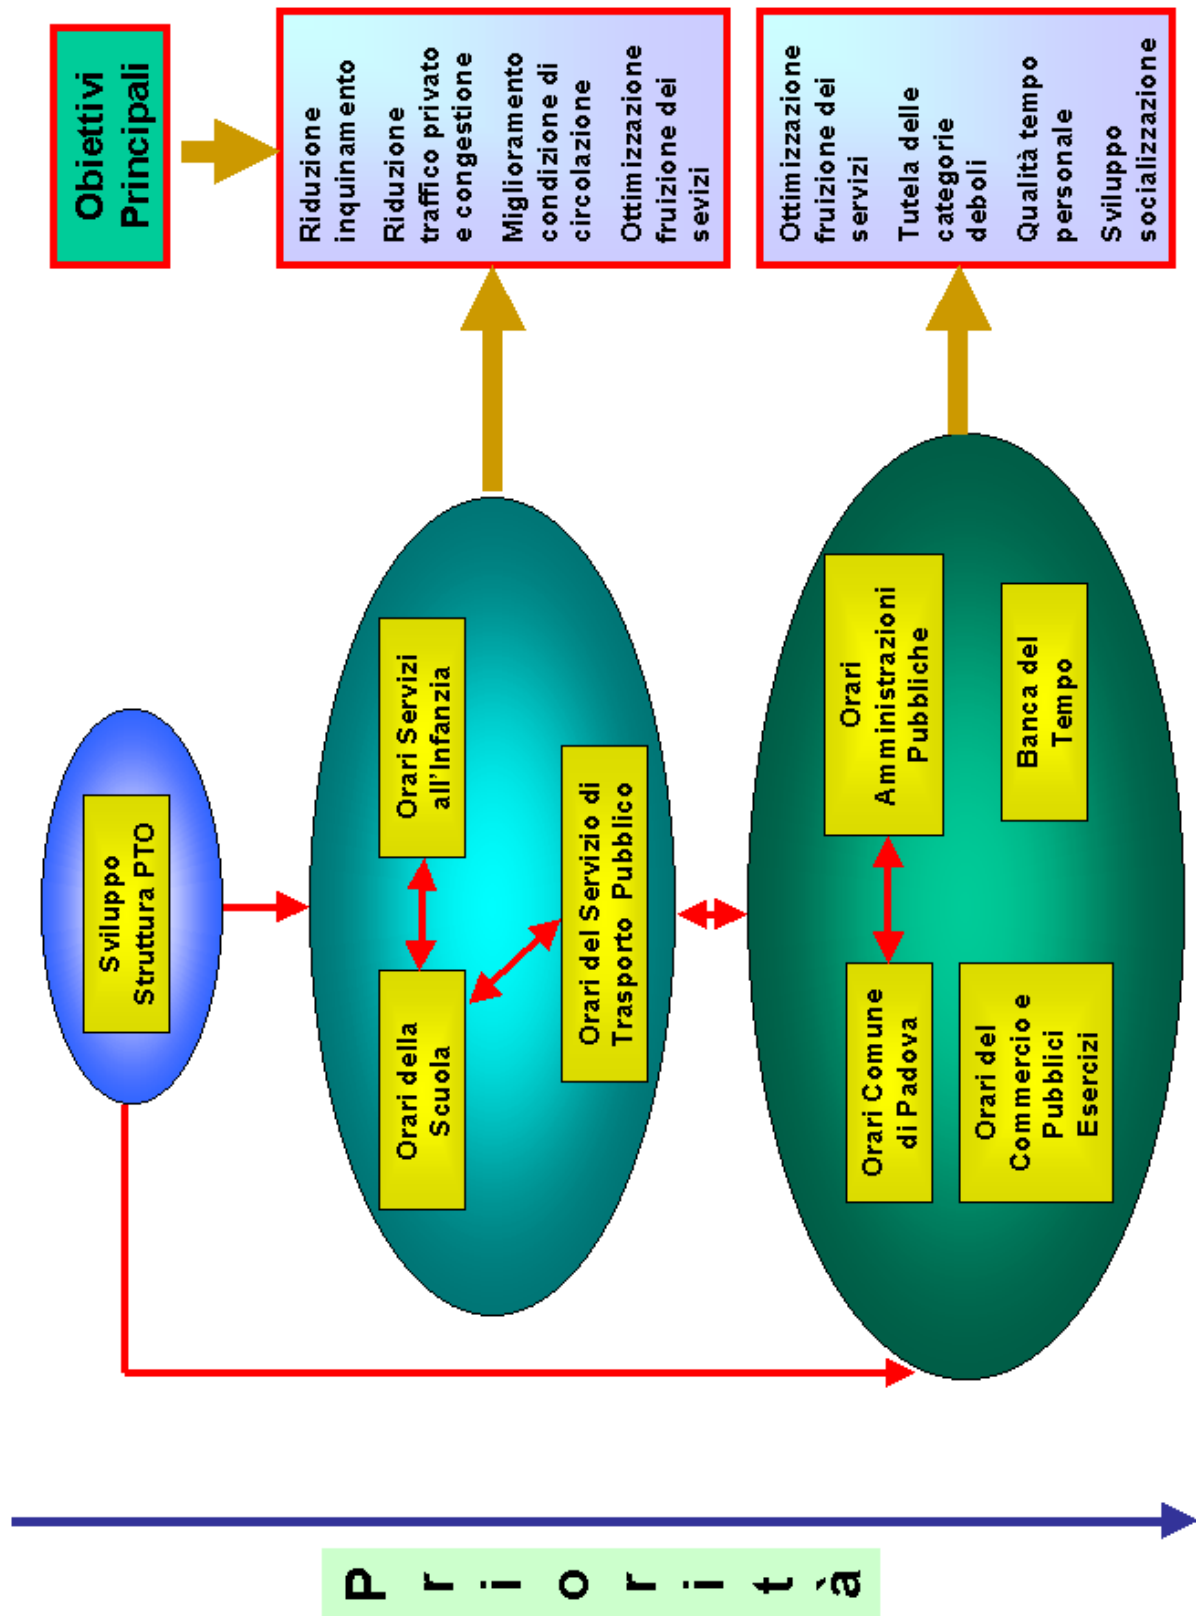 Priorità
Sviluppo
Struttura PTO
Obiettivi
Principali
Orari della
Scuola
Orari Servizi
all'Infanzia
Orari del Servizio di
Trasporto Pubblico
Riduzione
inquinamento
Riduzione
traffico privato
e congestione
Miglioramento
condizione di
circolazione
Ottimizzazione
fruizione dei
sevizi
Orari Comune
di Padova
Orari
Amministrazioni
Pubbliche
Orari del
Commercio e
Pubblici
Esercizi
Banca del
Tempo
Ottimizzazione
fruizione dei
servizi
Tutela delle
categorie
deboli
Qualità tempo
personale
Sviluppo
socializzazione